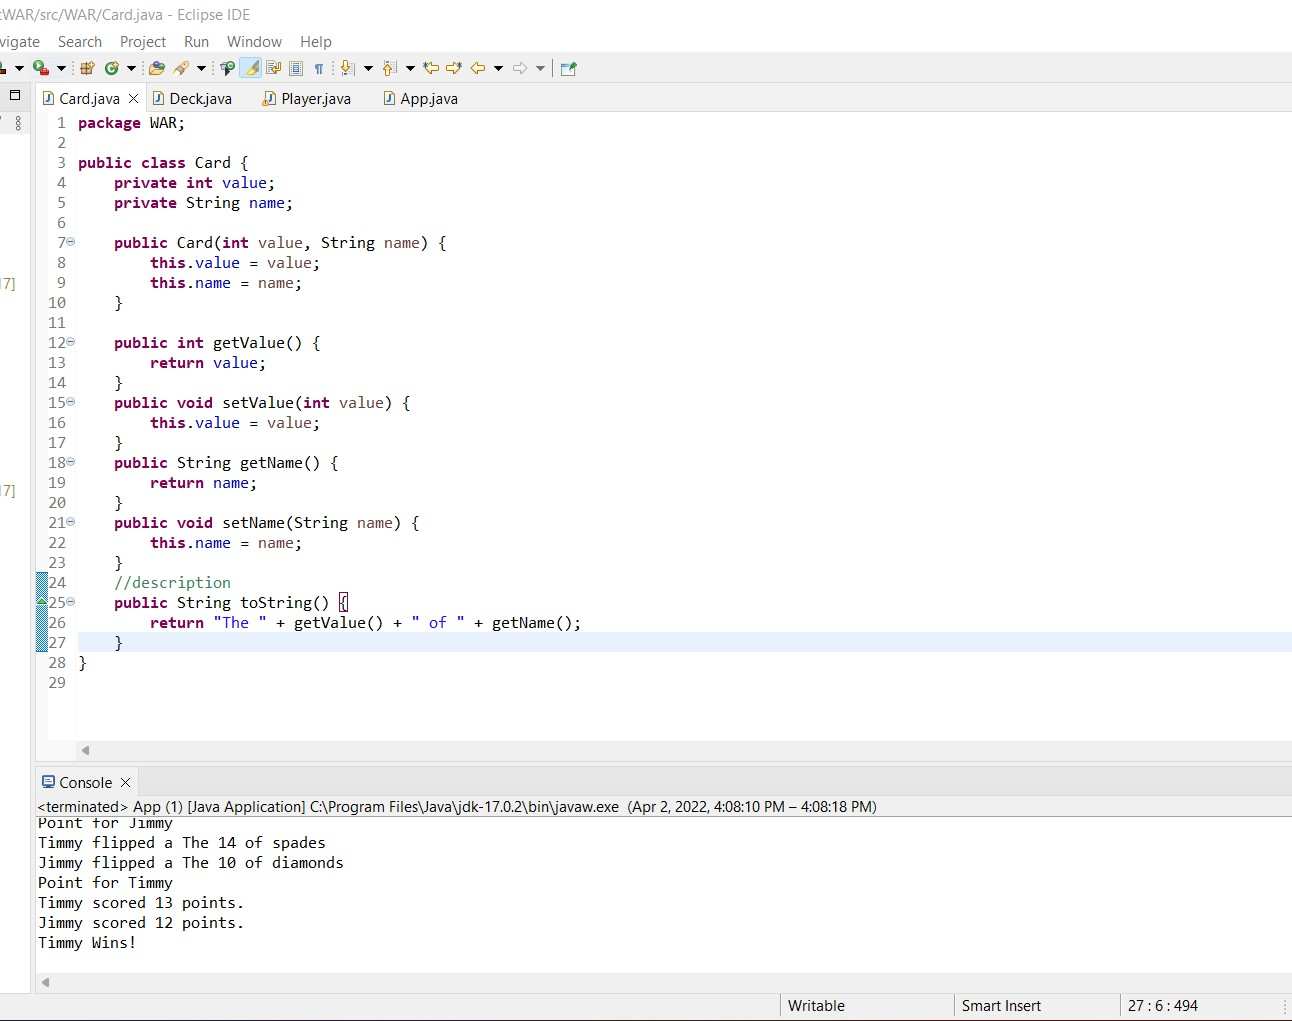 tWAR/src/WAR/Card.java - Eclipse IDE
vigate Search Project Run Window Help
Card.java Deck.java Player.java App.java
1 package WAR;
2
3 public class Card {
4 private int value;
5 private String name;
6
7 public Card(int value, String name) {
8 this.value = value;
9 this.name = name;
10 }
11
12 public int getValue() {
13 return value;
14 }
15 public void setValue(int value) {
16 this.value = value;
17 }
18 public String getName() {
19 return name;
20 }
21 public void setName(String name) {
22 this.name = name;
23 }
24 //description
25 public String toString() {
26 return "The " + getValue() + " of " + getName();
27 }
28 }
29
17]
17]
Console
<terminated> App (1) [Java Application] C:\Program Files\Java\jdk-17.0.2\bin\javaw.exe (Apr 2, 2022, 4:08:10 PM – 4:08:18 PM)
Point for Jimmy
Timmy flipped a The 14 of spades
Jimmy flipped a The 10 of diamonds
Point for Timmy
Timmy scored 13 points.
Jimmy scored 12 points.
Timmy Wins!
Writable Smart Insert 27 : 6 : 494